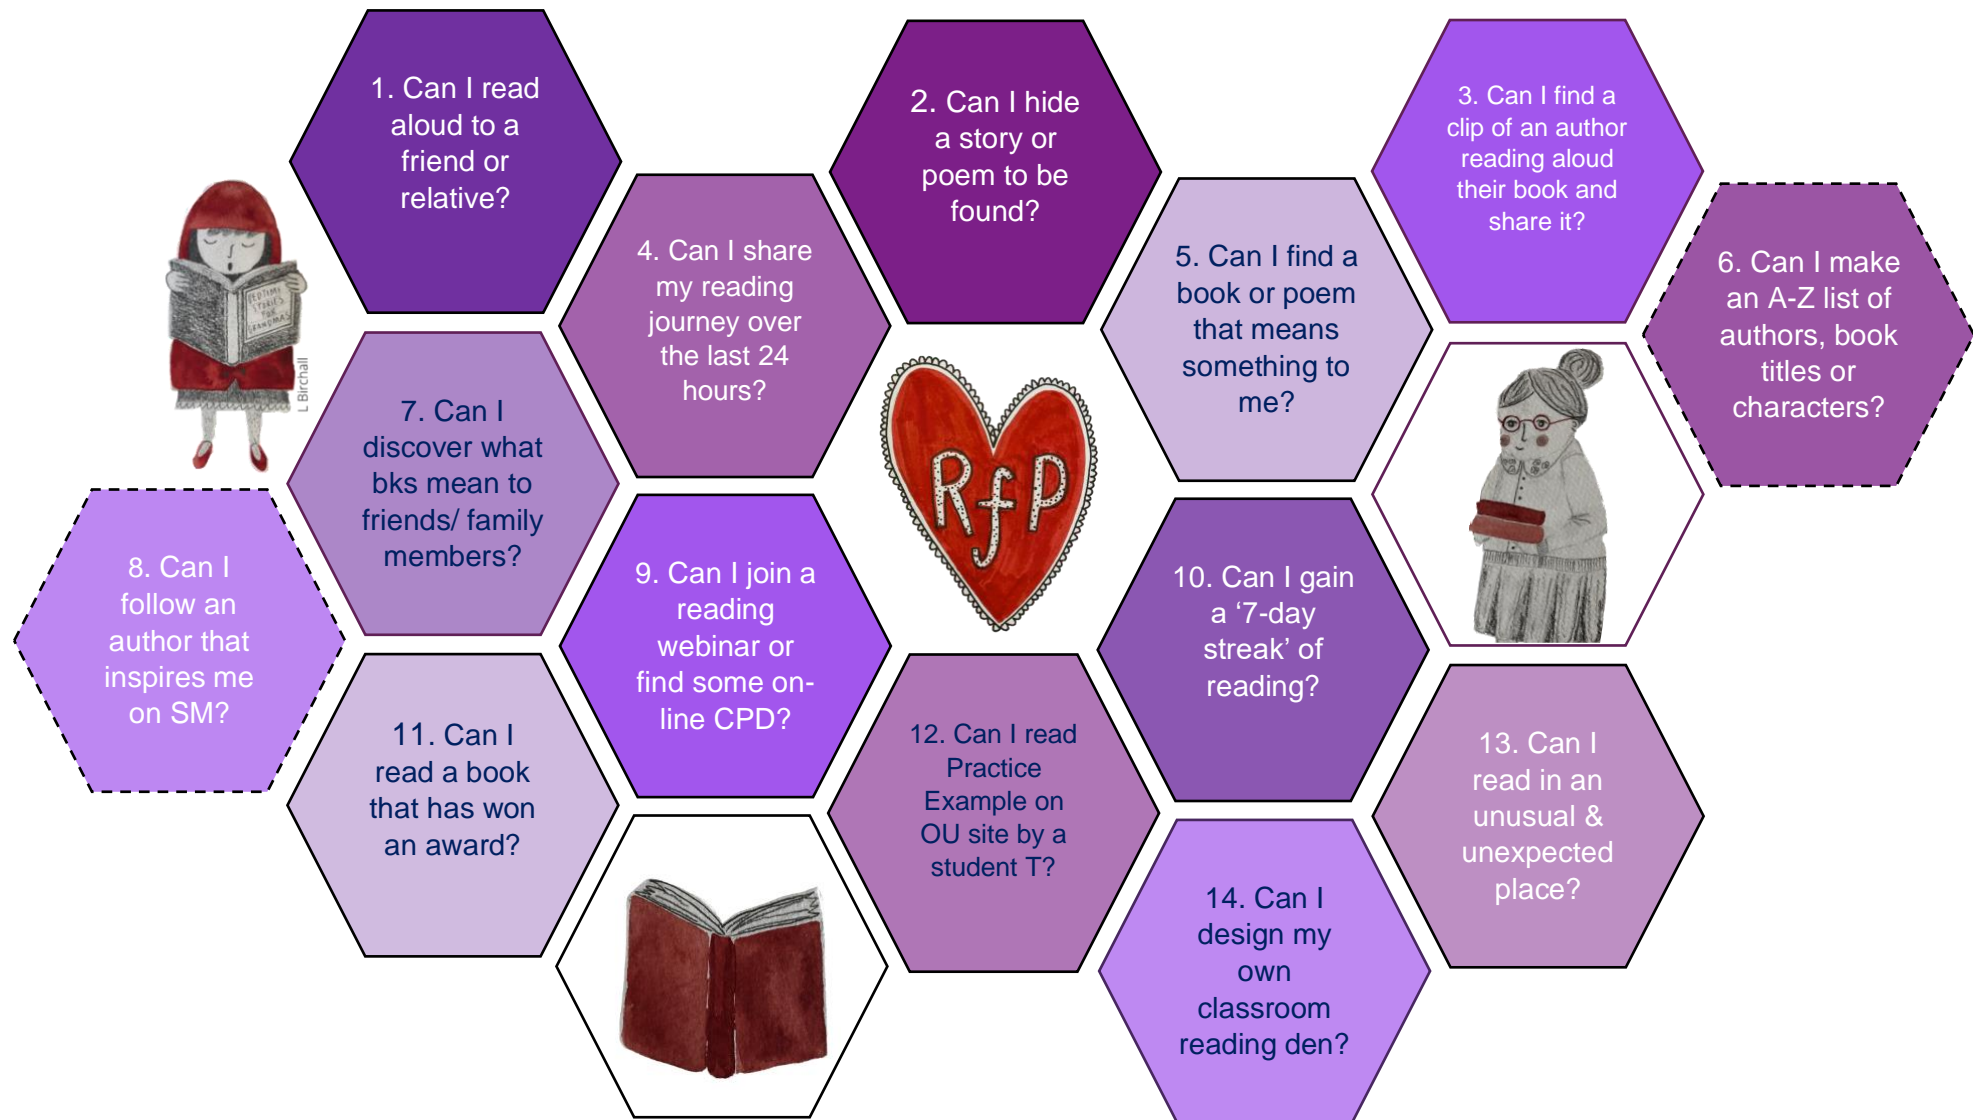 1. Can I read
aloud to a
friend or
relative?
2. Can I hide
a story or
poem to be
found?
3. Can I find a
clip of an author
reading aloud
their book and
share it?
4. Can I share
my reading
journey over
the last 24
hours?
5. Can I find a
book or poem
that means
something to
me?
6. Can I make
an A-Z list of
authors, book
titles or
characters?
BEDTIME
STORIES
FOR
GRANDMAS
L Birchall
RfP
7. Can I
discover what
bks mean to
friends/ family
members?
8. Can I
follow an
author that
inspires me
on SM?
9. Can I join a
reading
webinar or
find some on-
line CPD?
10. Can I gain
a ‘7-day
streak’ of
reading?
11. Can I
read a book
that has won
an award?
12. Can I read
Practice
Example on
OU site by a
student T?
13. Can I
read in an
unusual &
unexpected
place?
14. Can I
design my
own
classroom
reading den?